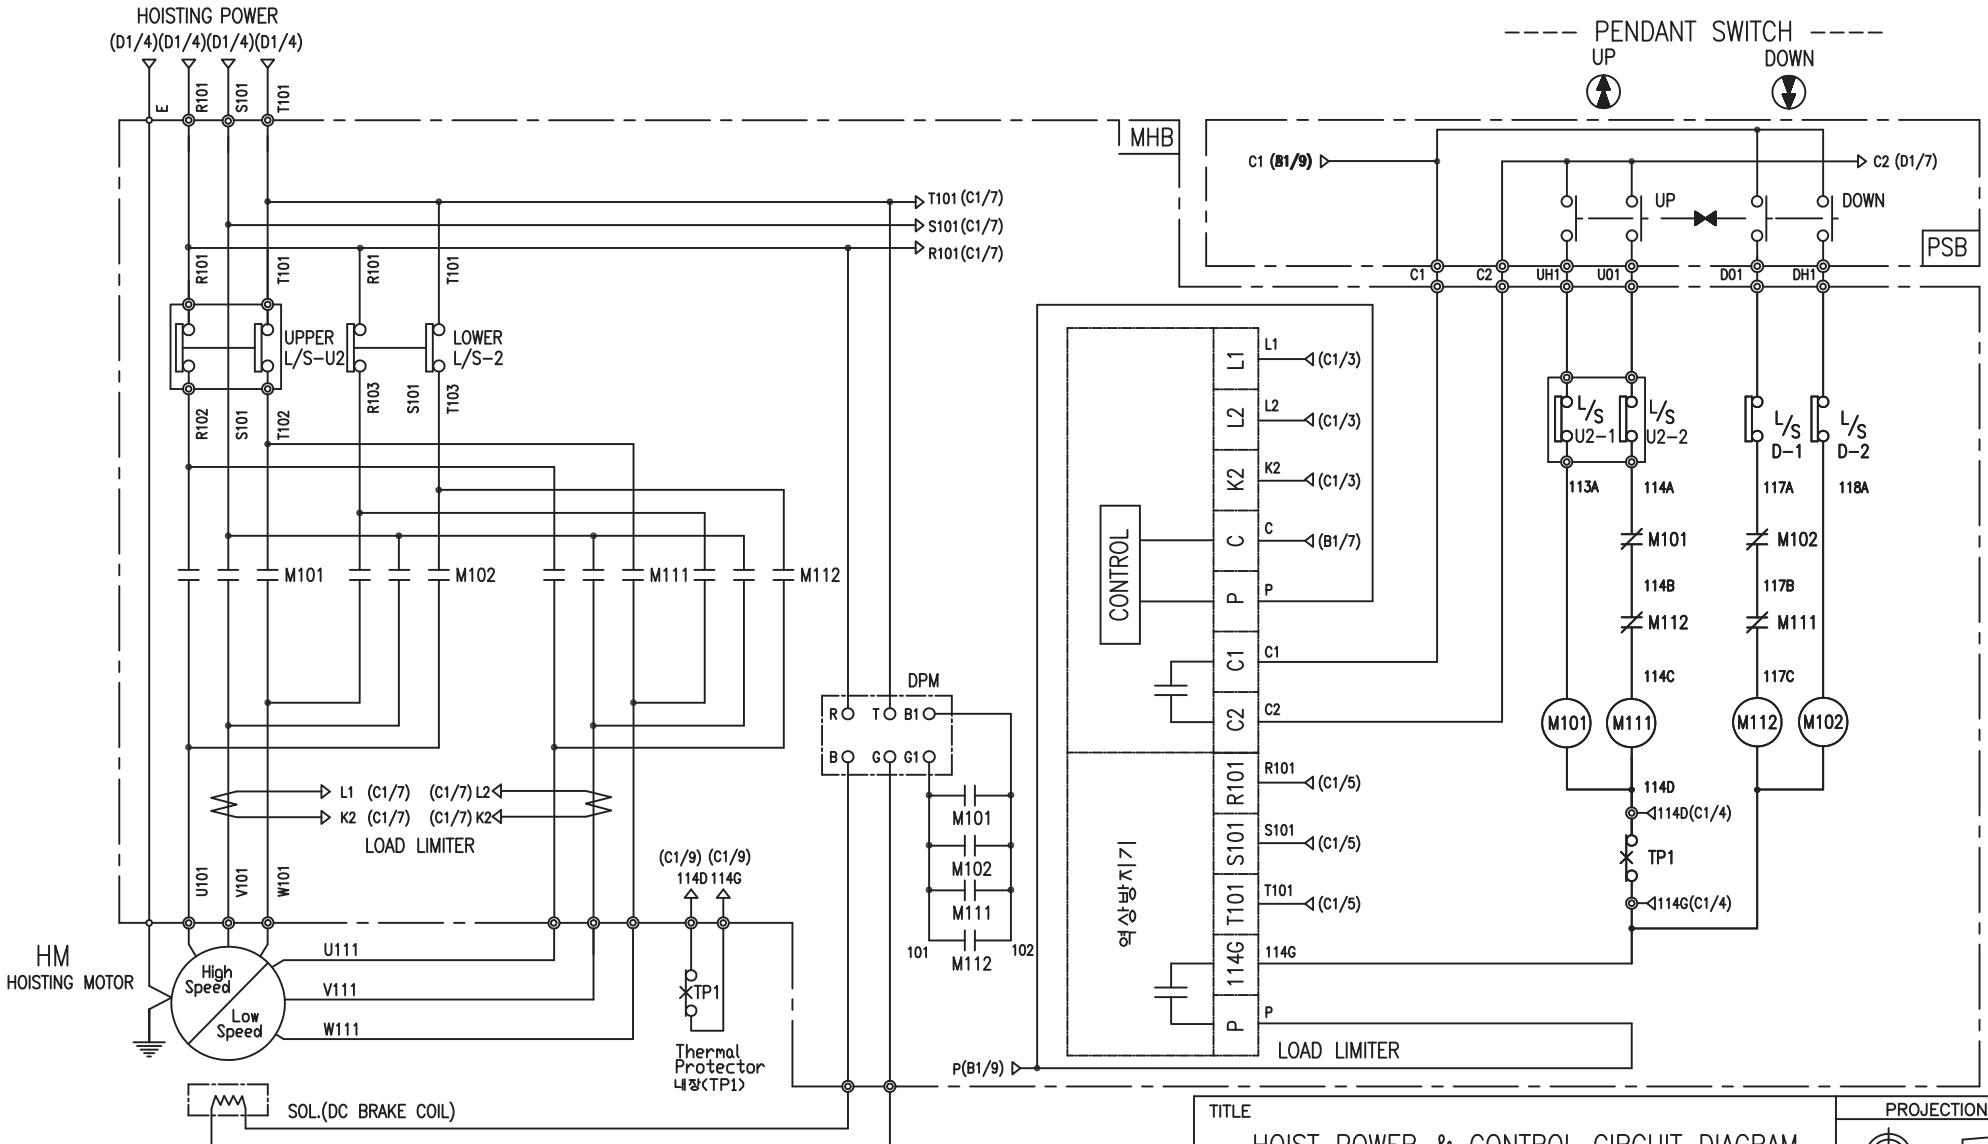 HOISTING POWER
(D1/4)(D1/4)(D1/4)(D1/4)
E
R101
S101
T101
MHB
---- PENDANT SWITCH ----
UP
DOWN
C1
C2 (D1/7)
UP
DOWN
PSB
C1
C2
UH1
U01
D01
DH1
T101 (C1/7)
S101 (C1/7)
R101 (C1/7)
R101
T101
R101
T101
UPPER
L/S-U2
LOWER
L/S-2
R102
S101
T102
R103
S101
T103
M101
M102
M111
M112
L1 (C1/7)
(C1/7) L2
K2 (C1/7)
(C1/7) K2
LOAD LIMITER
U101
V101
W101
(C1/9) (C1/9)
114D 114G
HM
HOISTING MOTOR
High
Speed
Low
Speed
U111
V111
W111
TP1
Thermal
Protector
내장(TP1)
SOL.(DC BRAKE COIL)
DPM
R
T
B1
B
G
G1
M101
M102
M111
M112
101
102
CONTROL
역상방지기
L1
L1
(C1/3)
L2
L2
(C1/3)
K2
K2
(C1/3)
C
C
(B1/7)
P
P
C1
C1
C2
C2
R101
R101
(C1/5)
S101
S101
(C1/5)
T101
T101
(C1/5)
114G
114G
P
P
LOAD LIMITER
P(B1/9)
L/S
U2-1
L/S
U2-2
L/S
D-1
L/S
D-2
113A
114A
117A
118A
M101
M102
114B
117B
M112
M111
114C
117C
M101
M111
M112
M102
114D
114D(C1/4)
TP1
114G(C1/4)
TITLE
HOIST POWER & CONTROL CIRCUIT DIAGRAM
PROJECTION